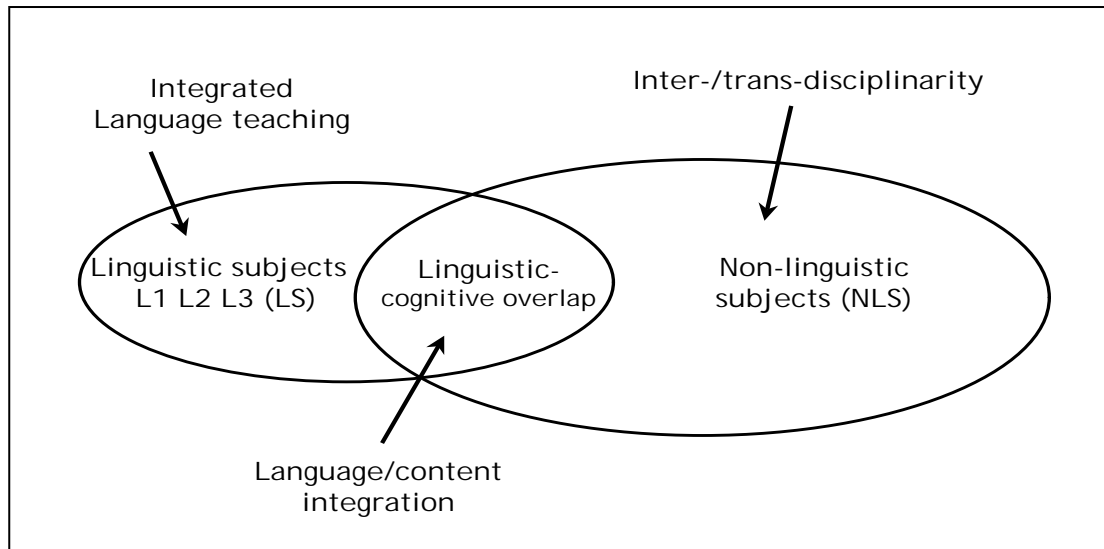 Integrated
Language teaching
Inter-/trans-disciplinarity
Linguistic subjects
L1 L2 L3 (LS)
Linguistic-
cognitive overlap
Non-linguistic
subjects (NLS)
Language/content
integration